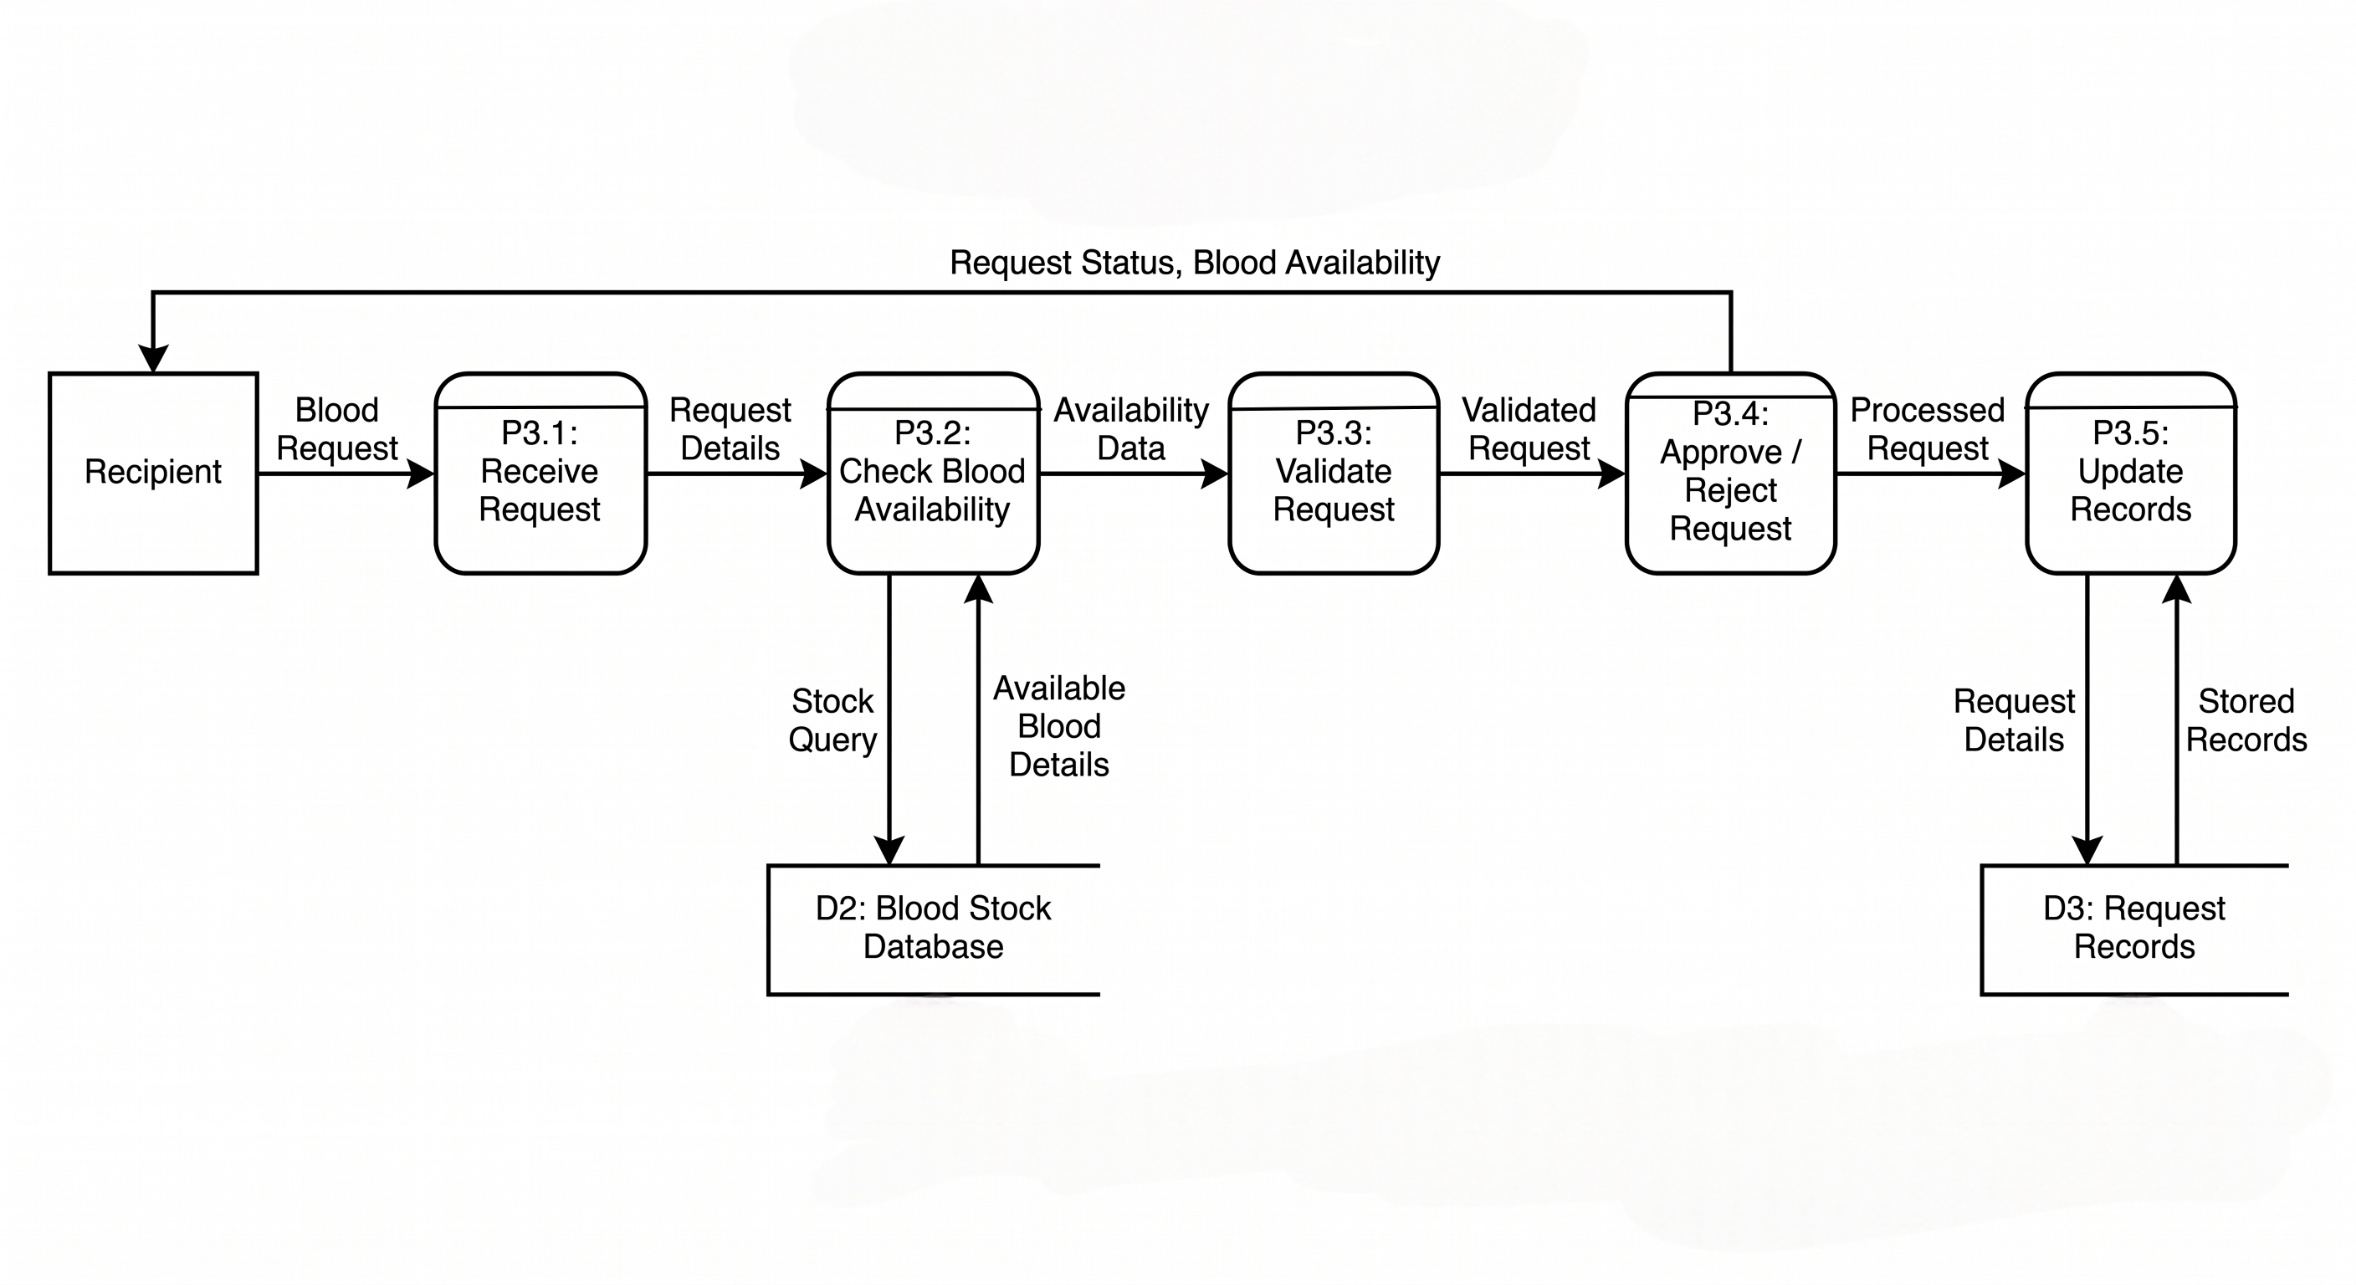 Request Status, Blood Availability
Recipient
Blood
Request
P3.1:
Receive
Request
Request
Details
P3.2:
Check Blood
Availability
Availability
Data
P3.3:
Validate
Request
Validated
Request
P3.4:
Approve /
Reject
Request
Processed
Request
P3.5:
Update
Records
Stock
Query
Available
Blood
Details
Request
Details
Stored
Records
D2: Blood Stock
Database
D3: Request
Records